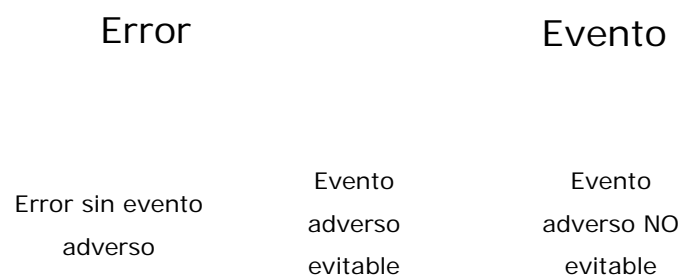 Error
Evento
Error sin evento
adverso
Evento
adverso
evitable
Evento
adverso NO
evitable